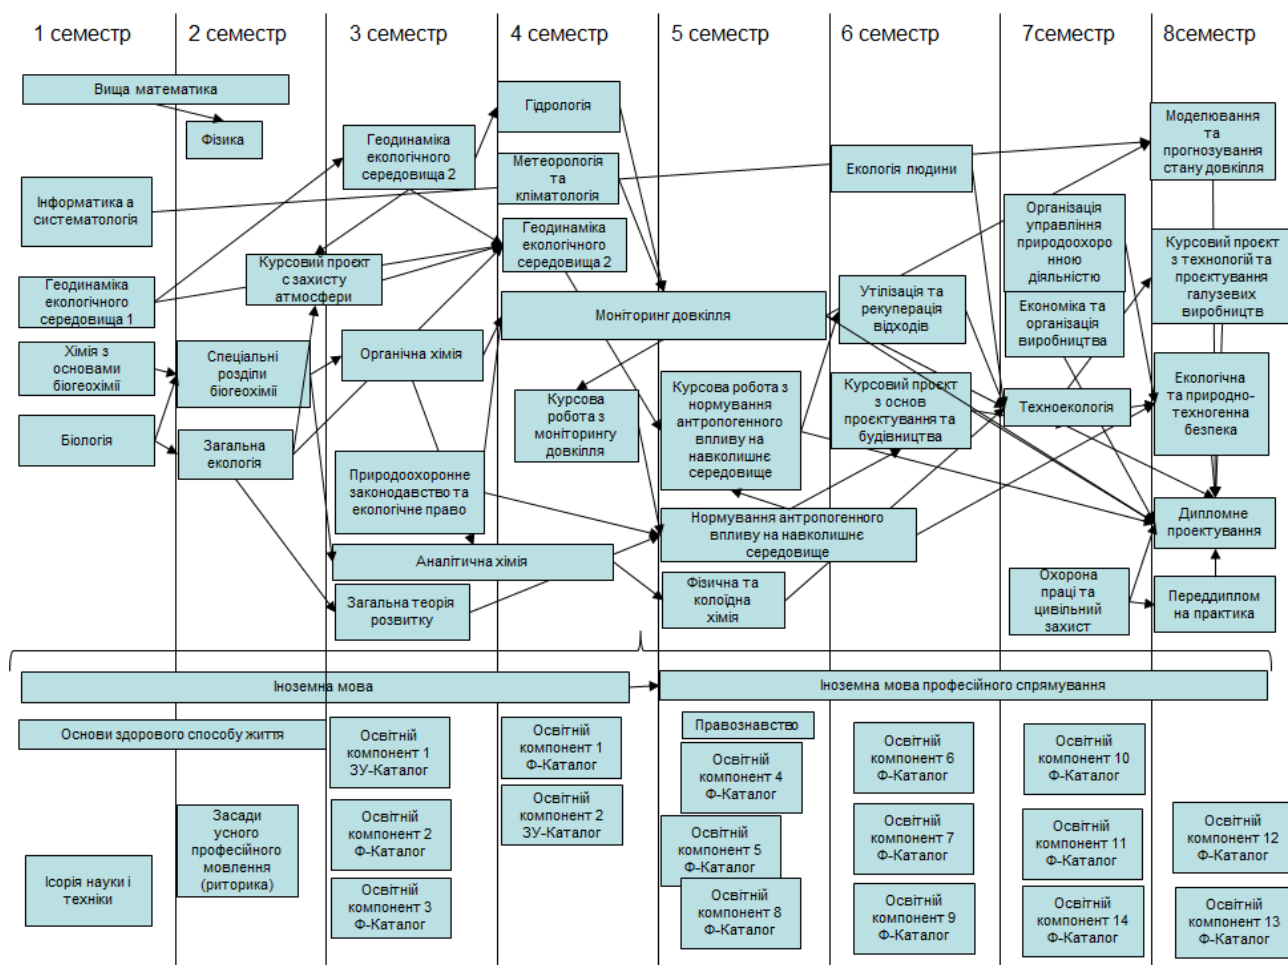 1 семестр
2 семестр
3 семестр
4 семестр
5 семестр
6 семестр
7семестр
8семестр
Вища математика
Фізика
Інформатика а
систематологія
Геодинаміка
екологічного
середовища 1
Хімія з
основами
біогеохімії
Біологія
Курсовий проєкт
с захисту
атмосфери
Спеціальні
розділи
біогеохімії
Загальна
екологія
Геодинаміка
екологічного
середовища 2
Органічна хімія
Природоохоронне
законодавство та
екологічне право
Аналітична хімія
Загальна теорія
розвитку
Гідрологія
Метеорологія
та
кліматологія
Геодинаміка
екологічного
середовища 2
Моніторинг довкілля
Курсова
робота з
моніторингу
довкілля
Курсова робота з
нормування
антропогенного
впливу на
навколишнє
середовище
Нормування антропогенного
впливу на навколишнє
середовище
Фізична та
колоїдна
хімія
Екологія людини
Утилізація та
рекуперація
відходів
Курсовий проєкт
з основ
проєктування та
будівництва
Організація
управління
природоохоро
нною
діяльністю
Економіка та
організація
виробництва
Техноекологія
Охорона
праці та
цивільний
захист
Моделювання
та
прогнозування
стану довкілля
Курсовий проєкт
з технологій та
проєктування
галузевих
виробництв
Екологічна
та природно-
техногенна
безпека
Дипломне
проектування
Переддиплом
на практика
Іноземна мова
Іноземна мова професійного спрямування
Основи здорового способу життя
Ісорія науки і
техніки
Засади
усного
професійного
мовлення
(риторика)
Освітній
компонент 1
ЗУ-Каталог
Освітній
компонент 2
Ф-Каталог
Освітній
компонент 3
Ф-Каталог
Освітній
компонент 1
Ф-Каталог
Освітній
компонент 2
ЗУ-Каталог
Правознавство
Освітній
компонент 4
Ф-Каталог
Освітній
компонент 5
Ф-Каталог
Освітній
компонент 8
Ф-Каталог
Освітній
компонент 6
Ф-Каталог
Освітній
компонент 7
Ф-Каталог
Освітній
компонент 9
Ф-Каталог
Освітній
компонент 10
Ф-Каталог
Освітній
компонент 11
Ф-Каталог
Освітній
компонент 14
Ф-Каталог
Освітній
компонент 12
Ф-Каталог
Освітній
компонент 13
Ф-Каталог